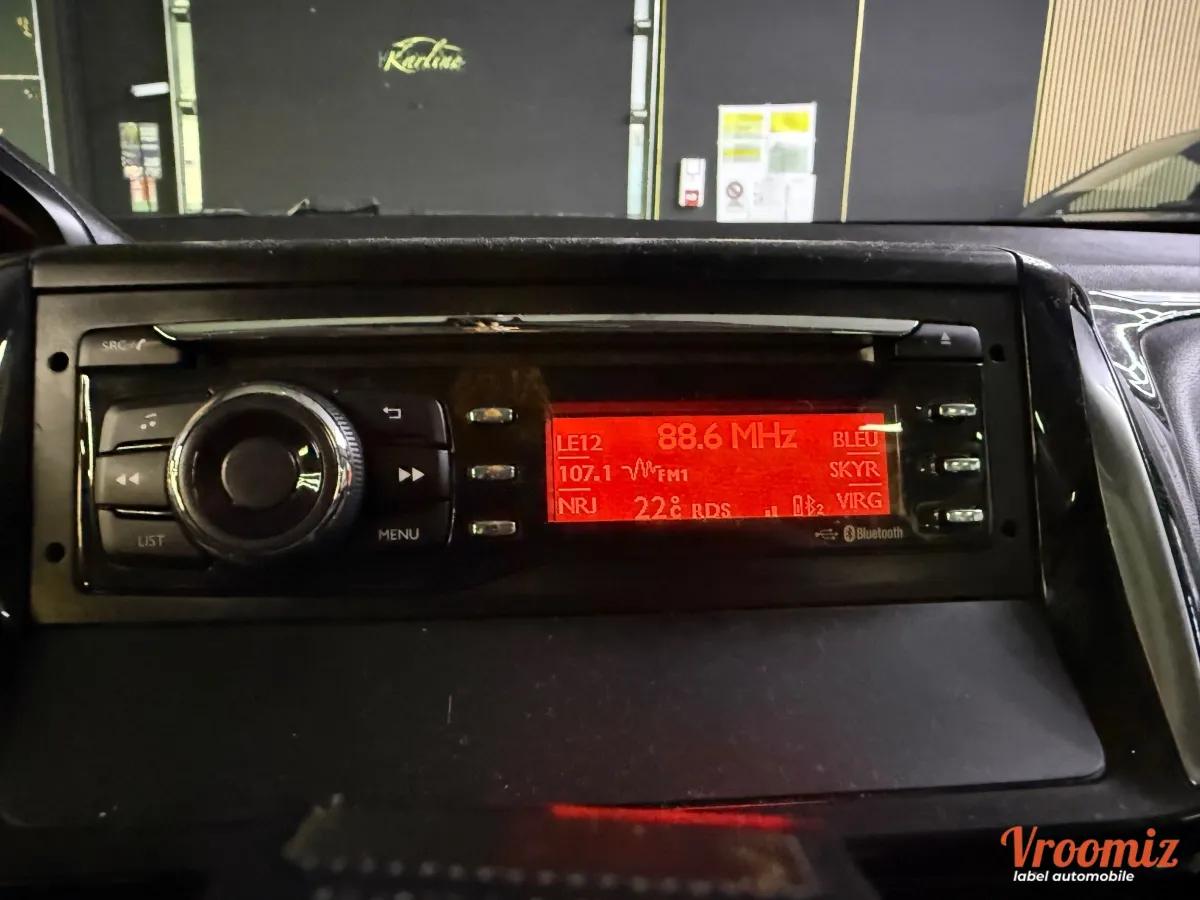 Karline
SRC
LIST
MENU
88.6 MHz
LE12
107.1
NRJ
FM1
22°C RDS
2
BLEU
SKYR
VIRG
Bluetooth
Vroomiz
label automobile